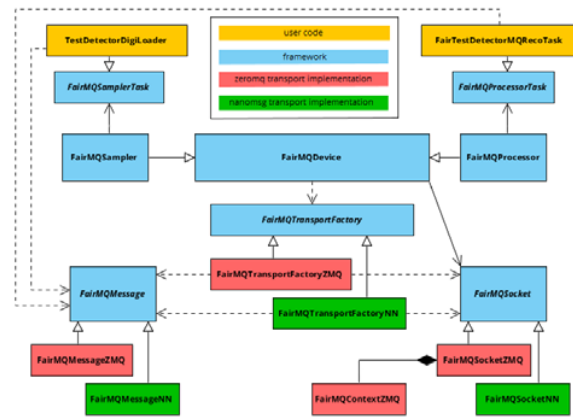 TestDetectorDigiLoader
user code
FairTestDetectorMQRecoTask
framework
FairMQSamplerTask
zeromq transport implementation
FairMQProcessorTask
nanomsg transport implementation
FairMQSampler
FairMQDevice
FairMQProcessor
FairMQTransportFactory
FairMQTransportFactoryZMQ
FairMQMessage
FairMQSocket
FairMQTransportFactoryNN
FairMQMessageZMQ
FairMQSocketZMQ
FairMQMessageNN
FairMQContextZMQ
FairMQSocketNN